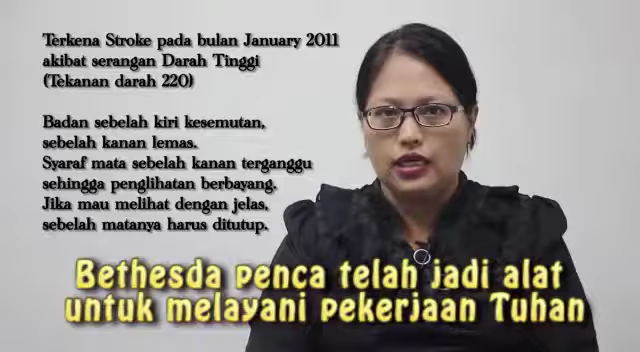 Terkena Stroke pada bulan January 2011
akibat serangan Darah Tinggi
(Tekanan darah 220)
Badan sebelah kiri kesemutan,
sebelah kanan lemas.
Syaraf mata sebelah kanan terganggu
sehingga penglihatan berbayang.
Jika mau melihat dengan jelas,
sebelah matanya harus ditutup.
Bethesda penca telah jadi alat
untuk melayani pekerjaan Tuhan